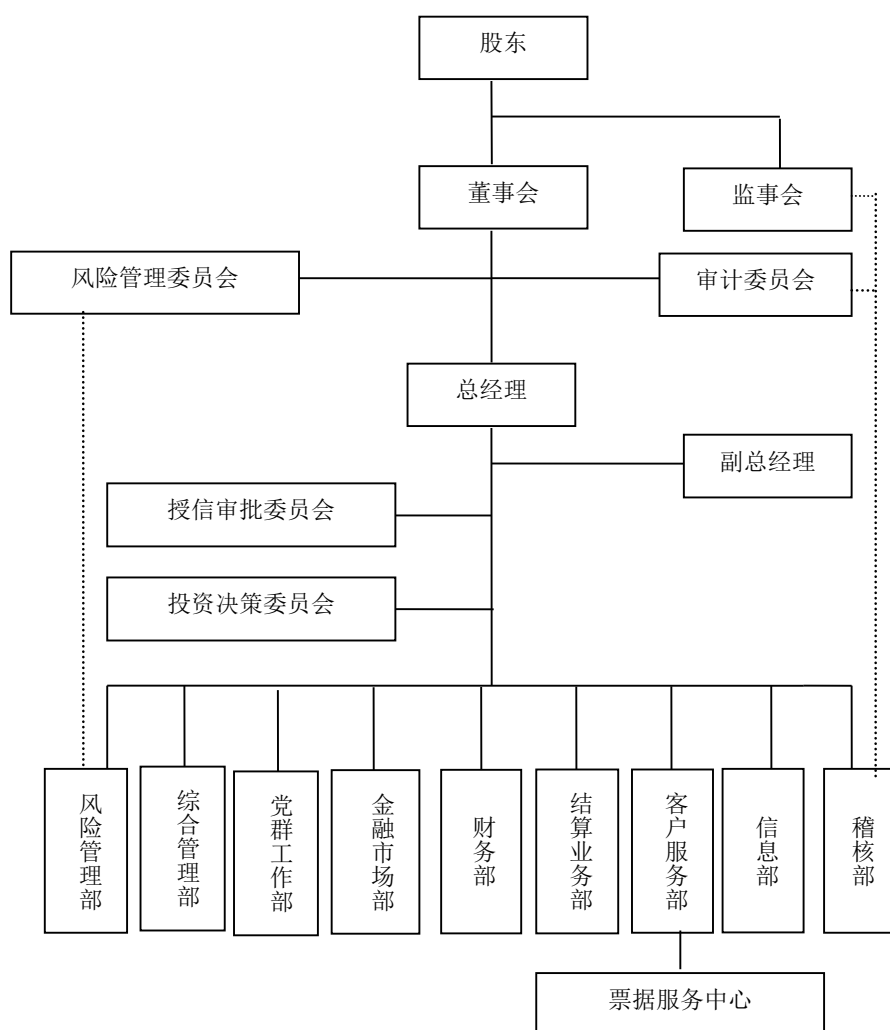 股东
董事会
监事会
风险管理委员会
审计委员会
总经理
副总经理
授信审批委员会
投资决策委员会
风险管理部
综合管理部
党群工作部
金融市场部
财务部
结算业务部
客户服务部
信息部
稽核部
票据服务中心